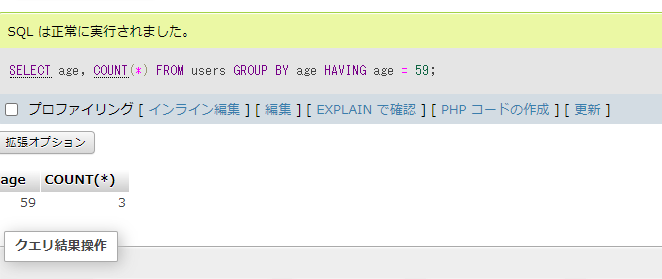 SQL は正常に実行されました。
SELECT age, COUNT(*) FROM users GROUP BY age HAVING age = 59;
プロファイリング [ インライン編集 ] [ 編集 ] [ EXPLAIN で確認 ] [ PHP コードの作成 ] [ 更新 ]
拡張オプション
age COUNT(*)
59 3
クエリ結果操作